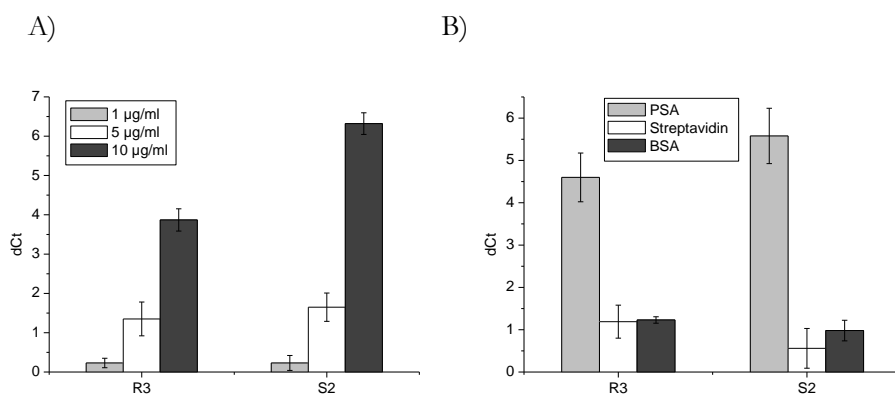 A)
7
6
5
4
3
2
1
0
dCt
1 µg/ml
5 µg/ml
10 µg/ml
R3
S2
B)
6
5
4
3
2
1
0
dCt
PSA
Streptavidin
BSA
R3
S2